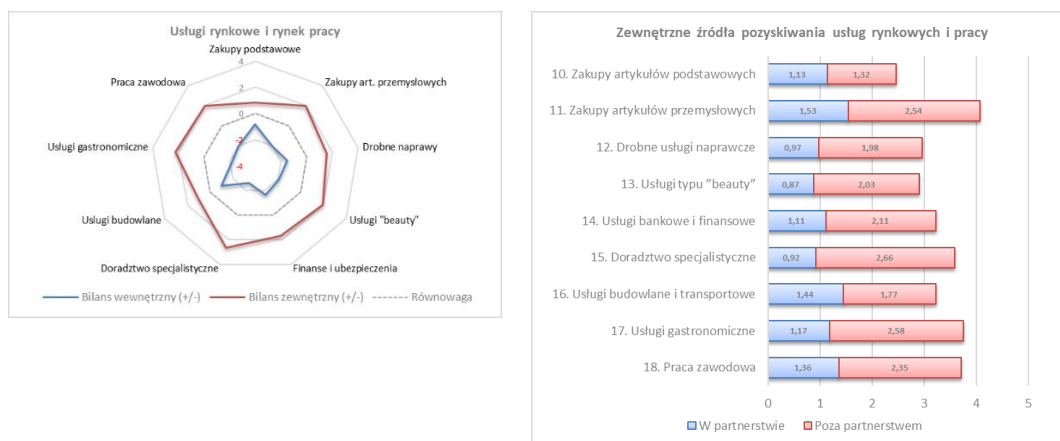 Usługi rynkowe i rynek pracy
Zakupy podstawowe
4
2
0
-2
-4
Zakupy art. przemysłowych
Drobne naprawy
Usługi "beauty"
Finanse i ubezpieczenia
Doradztwo specjalistyczne
Usługi budowlane
Usługi gastronomiczne
Praca zawodowa
Bilans wewnętrzny (+/-) Bilans zewnętrzny (+/-) Równowaga
Zewnętrzne źródła pozyskiwania usług rynkowych i pracy
10. Zakupy artykułów podstawowych 1,13 1,32
11. Zakupy artykułów przemysłowych 1,53 2,54
12. Drobne usługi naprawcze 0,97 1,98
13. Usługi typu "beauty" 0,87 2,03
14. Usługi bankowe i finansowe 1,11 2,11
15. Doradztwo specjalistyczne 0,92 2,66
16. Usługi budowlane i transportowe 1,44 1,77
17. Usługi gastronomiczne 1,17 2,58
18. Praca zawodowa 1,36 2,35
0 1 2 3 4 5
W partnerstwie Poza partnerstwem